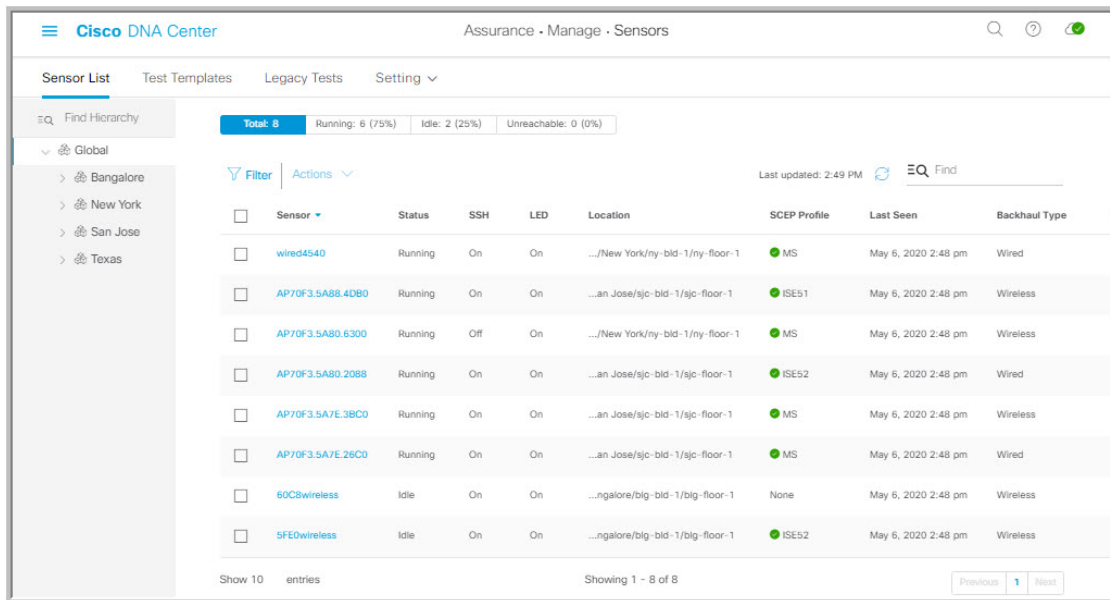 Cisco DNA Center
Assurance · Manage · Sensors
Sensor List Test Templates Legacy Tests Setting
Find Hierarchy
Global
Bangalore
New York
San Jose
Texas
Total: 8 Running: 6 (75%) Idle: 2 (25%) Unreachable: 0 (0%)
Filter Actions Last updated: 2:49 PM Find
Sensor Status SSH LED Location SCEP Profile Last Seen Backhaul Type
wired4540 Running On On .../New York/ny-bld-1/ny-floor-1 MS May 6, 2020 2:48 pm Wired
AP70F3.5A88.4DB0 Running On On ...an Jose/sjc-bld-1/sjc-floor-1 ISE51 May 6, 2020 2:48 pm Wireless
AP70F3.5A80.6300 Running Off On .../New York/ny-bld-1/ny-floor-1 MS May 6, 2020 2:48 pm Wireless
AP70F3.5A80.2088 Running On On ...an Jose/sjc-bld-1/sjc-floor-1 ISE52 May 6, 2020 2:48 pm Wired
AP70F3.5A7E.3BC0 Running On On ...an Jose/sjc-bld-1/sjc-floor-1 MS May 6, 2020 2:48 pm Wireless
AP70F3.5A7E.26C0 Running On On ...an Jose/sjc-bld-1/sjc-floor-1 MS May 6, 2020 2:48 pm Wired
60C8wireless Idle On On ...ngalore/blg-bld-1/blg-floor-1 None May 6, 2020 2:48 pm Wireless
5FE0wireless Idle On On ...ngalore/blg-bld-1/blg-floor-1 ISE52 May 6, 2020 2:48 pm Wireless
Show 10 entries Showing 1 - 8 of 8 Previous 1 Next